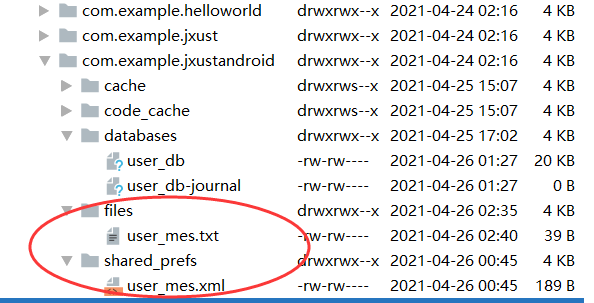 com.example.helloworld drwxrwx--x 2021-04-24 02:16 4 KB
com.example.jxust drwxrwx--x 2021-04-24 02:16 4 KB
com.example.jxustandroid drwxrwx--x 2021-04-24 02:16 4 KB
cache drwxrws--x 2021-04-25 15:07 4 KB
code_cache drwxrws--x 2021-04-25 15:07 4 KB
databases drwxrwx--x 2021-04-25 17:02 4 KB
user_db -rw-rw---- 2021-04-26 01:27 20 KB
user_db-journal -rw-rw---- 2021-04-26 01:27 0 B
files drwxrwx--x 2021-04-26 02:35 4 KB
user_mes.txt -rw-rw---- 2021-04-26 02:40 39 B
shared_prefs drwxrwx--x 2021-04-26 00:45 4 KB
user_mes.xml -rw-rw---- 2021-04-26 00:45 189 B